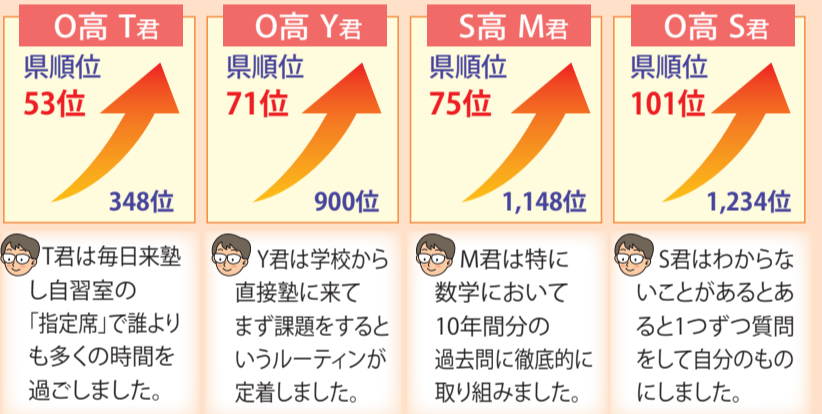 O高 T君
県順位
53位
348位
T君は毎日来塾
し自習室の
「指定席」で誰より
も多くの時間を
過ごしました。
O高 Y君
県順位
71位
900位
Y君は学校から
直接塾に来て
まず課題をすると
いうルーティンが
定着しました。
S高 M君
県順位
75位
1,148位
M君は特に
数学において
10年間分の
過去問に徹底的に
取り組みました。
O高 S君
県順位
101位
1,234位
S君はわからな
いことがあるとあ
ると1つずつ質問
をして自分のもの
にしました。